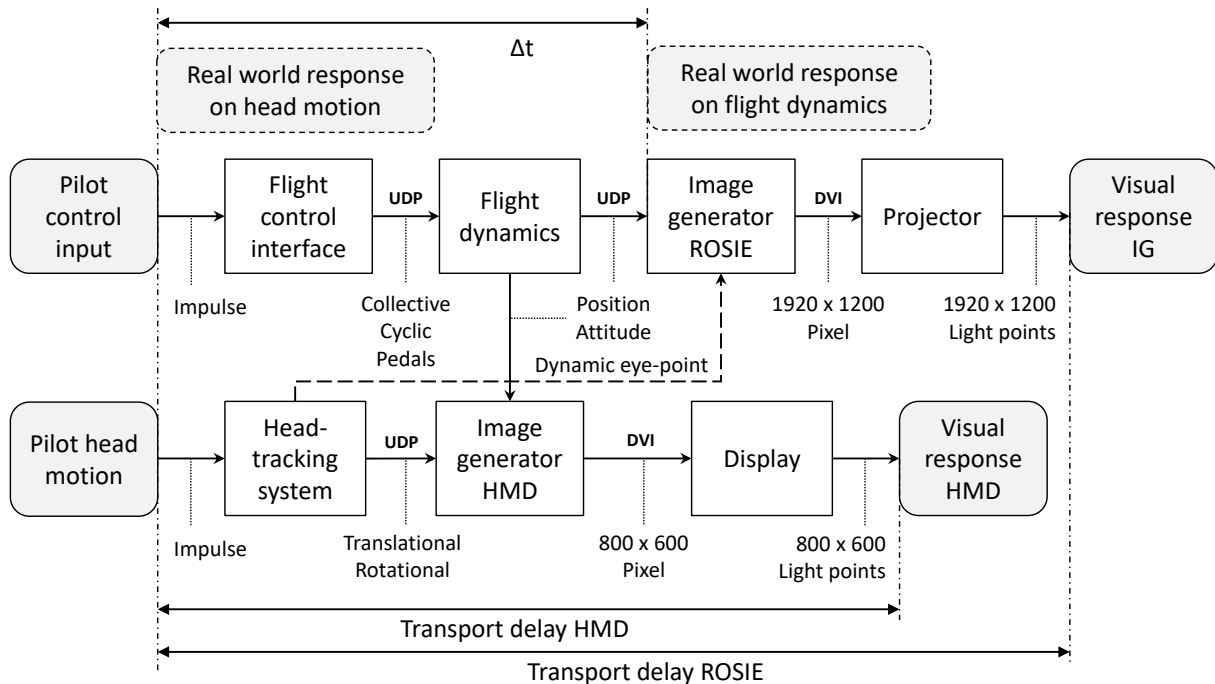 Δt
Real world response
on head motion
Real world response
on flight dynamics
Pilot
control
input
Flight
control
interface
UDP
Flight
dynamics
UDP
Image
generator
ROSIE
DVI
Projector
Visual
response
IG
Impulse
Collective
Cyclic
Pedals
Position
Attitude
1920 x 1200
Pixel
1920 x 1200
Light points
Dynamic eye-point
Pilot head
motion
Head-
tracking
system
UDP
Image
generator
HMD
DVI
Display
Visual
response
HMD
Impulse
Translational
Rotational
800 x 600
Pixel
800 x 600
Light points
Transport delay HMD
Transport delay ROSIE